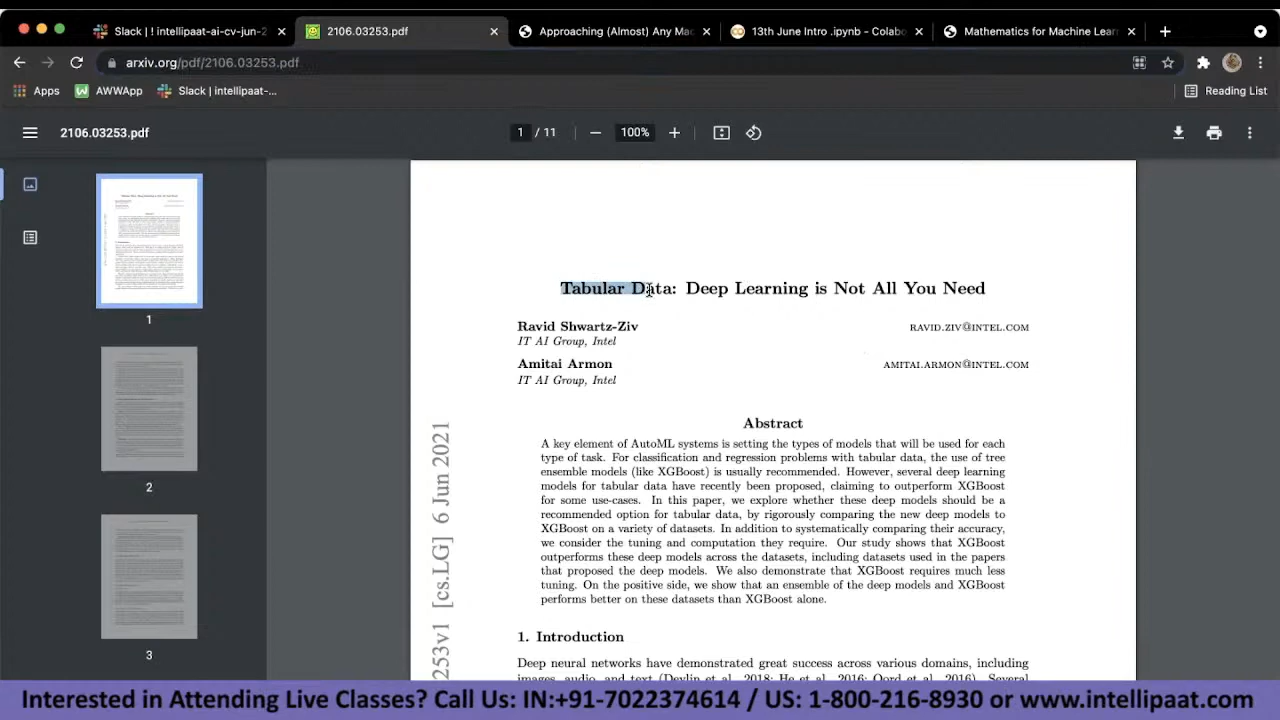 Slack | ! intellipaat-ai-cv-jun-2
2106.03253.pdf
Approaching (Almost) Any Ma
13th June Intro .ipynb - Colabo
Mathematics for Machine Lear
arxiv.org/pdf/2106.03253.pdf
Apps
AWWApp
Slack | intellipaat-...
Reading List
2106.03253.pdf
1 / 11
100%
1
2
3
Tabular Data: Deep Learning is Not All You Need
Ravid Shwartz-Ziv RAVID.ZIV@INTEL.COM
IT AI Group, Intel
Amitai Armon AMITAI.ARMON@INTEL.COM
IT AI Group, Intel
Abstract
A key element of AutoML systems is setting the types of models that will be used for each
type of task. For classification and regression problems with tabular data, the use of tree
ensemble models (like XGBoost) is usually recommended. However, several deep learning
models for tabular data have recently been proposed, claiming to outperform XGBoost
for some use-cases. In this paper, we explore whether these deep models should be a
recommended option for tabular data, by rigorously comparing the new deep models to
XGBoost on a variety of datasets. In addition to systematically comparing their accuracy,
we consider the tuning and computation they require. Our study shows that XGBoost
outperforms these deep models across the datasets, including datasets used in the papers
that proposed the deep models. We also demonstrate that XGBoost requires much less
tuning. On the positive side, we show that an ensemble of the deep models and XGBoost
performs better on these datasets than XGBoost alone.
253v1 [cs.LG] 6 Jun 2021
1. Introduction
Deep neural networks have demonstrated great success across various domains, including
images, audio, and text (Devlin et al., 2018; He et al., 2016; Oord et al., 2016). Several
Interested in Attending Live Classes? Call Us: IN:+91-7022374614 / US: 1-800-216-8930 or www.intellipaat.com